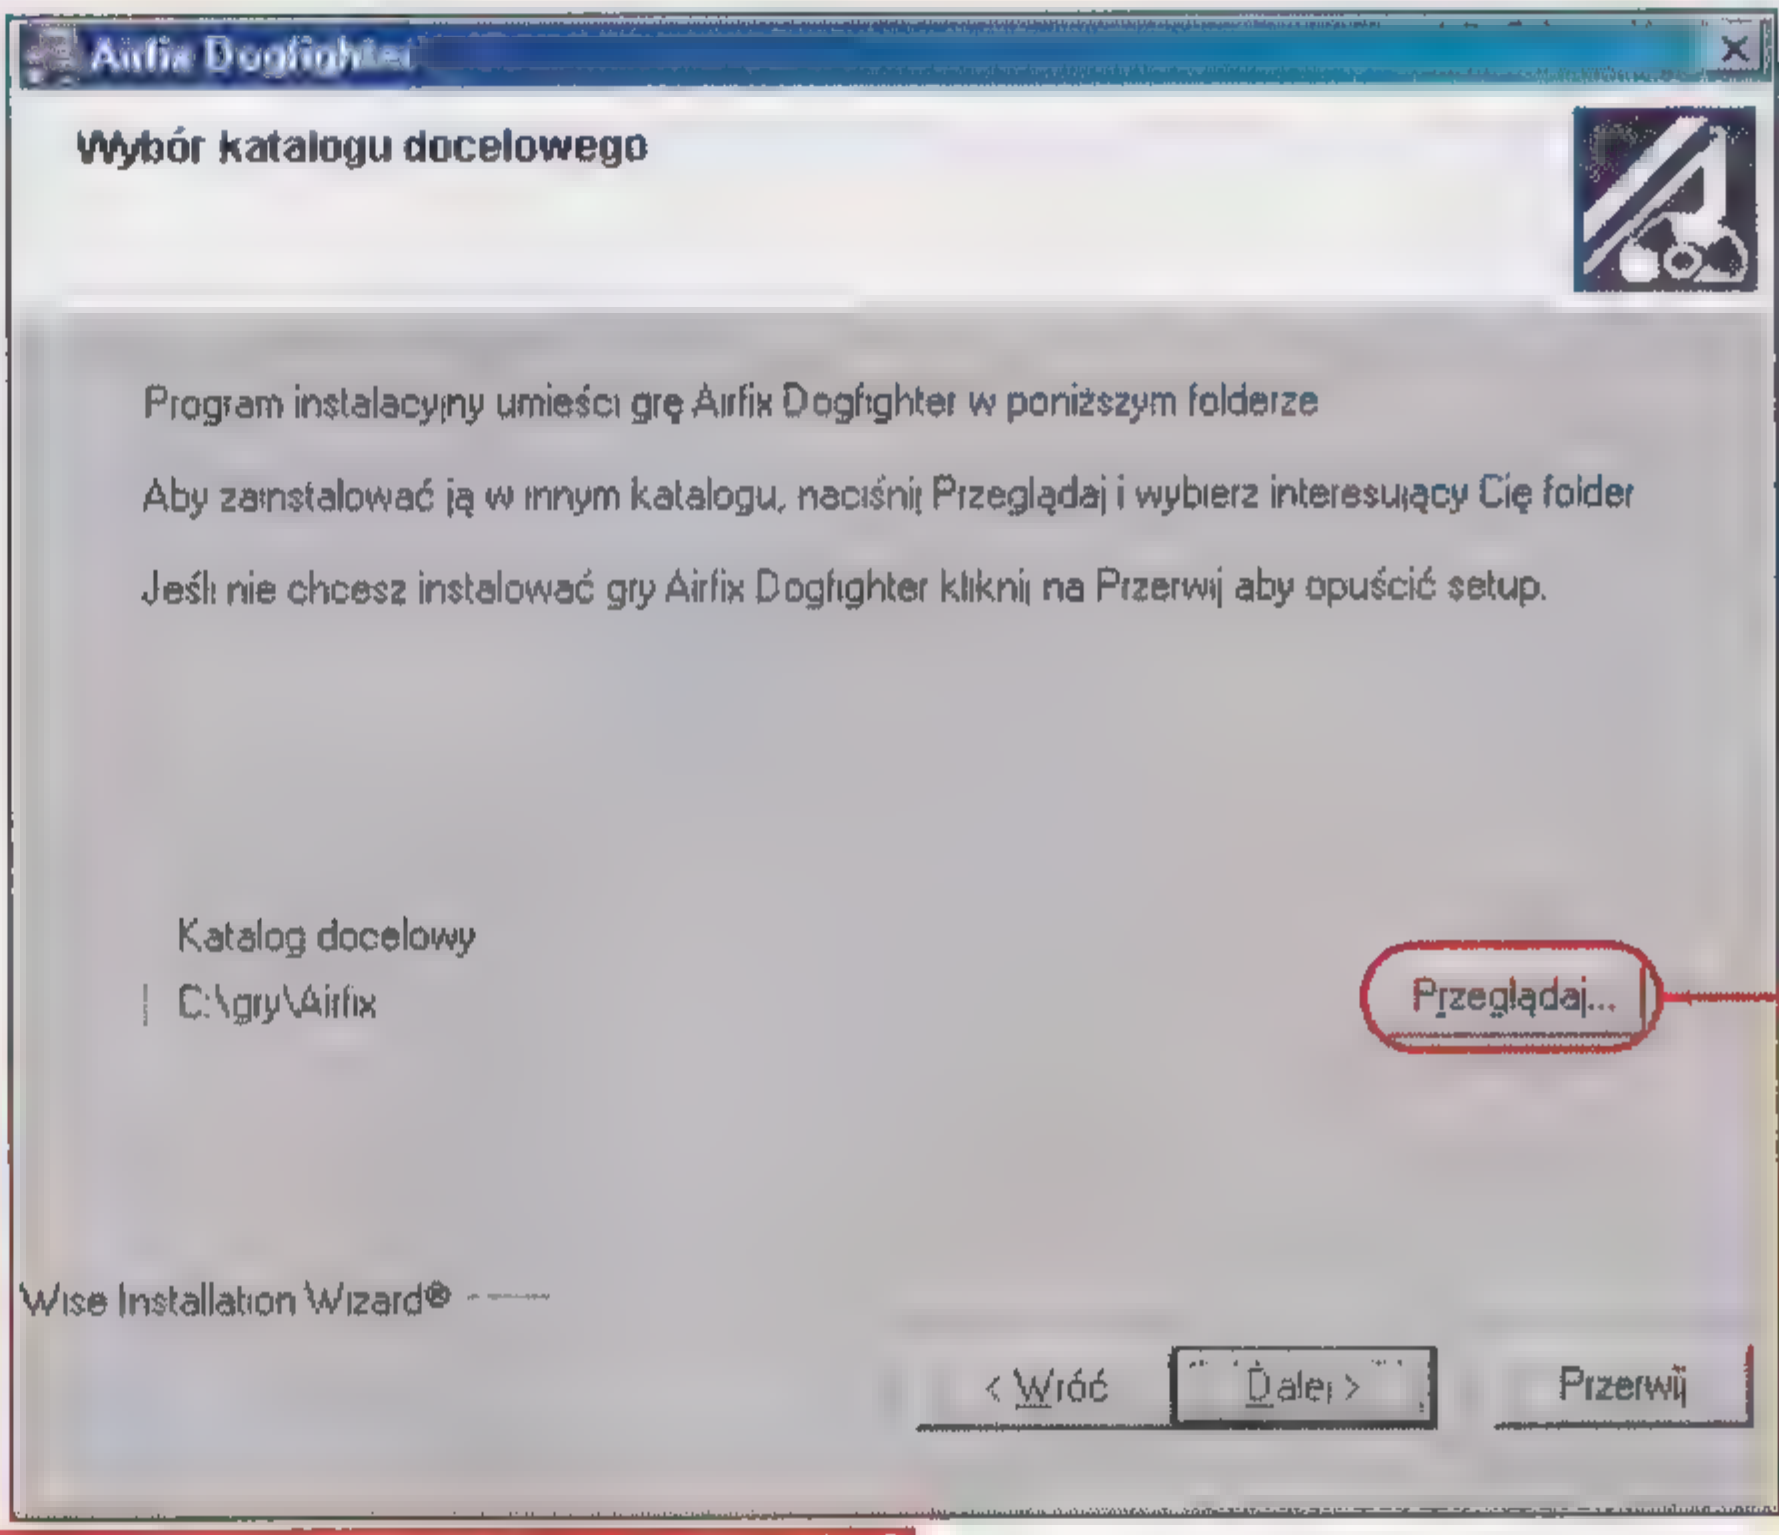 Airfix Dogfighter
Wybór katalogu docelowego
Program instalacyjny umieści grę Airfix Dogfighter w poniższym folderze
Aby zainstalować ją w innym katalogu, naciśnij Przeglądaj i wybierz interesujący Cię folder
Jeśli nie chcesz instalować gry Airfix Dogfighter kliknij na Przerwij aby opuścić setup.
Katalog docelowy
C:\gry\Airfix
Przeglądaj...
Wise Installation Wizard®
< Wróć
Dalej >
Przerwij